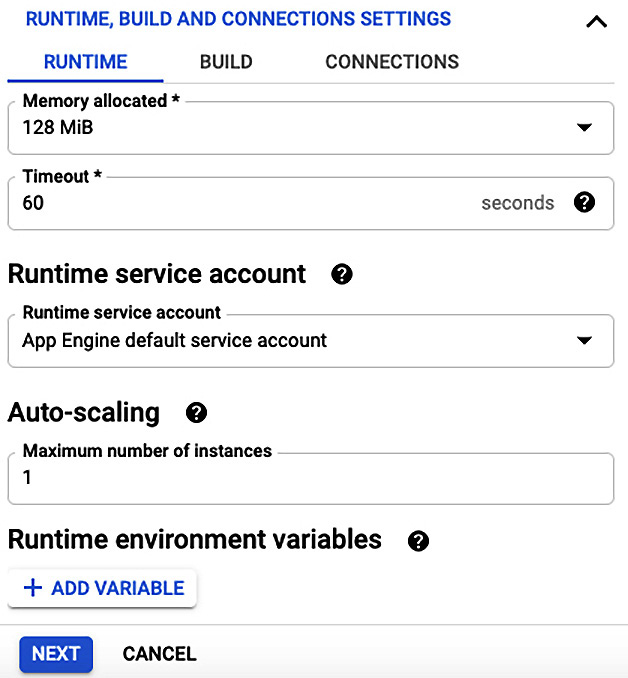 RUNTIME, BUILD AND CONNECTIONS SETTINGS
RUNTIME BUILD CONNECTIONS
Memory allocated *
128 MiB
Timeout *
60 seconds
Runtime service account
Runtime service account
App Engine default service account
Auto-scaling
Maximum number of instances
1
Runtime environment variables
+ ADD VARIABLE
NEXT CANCEL